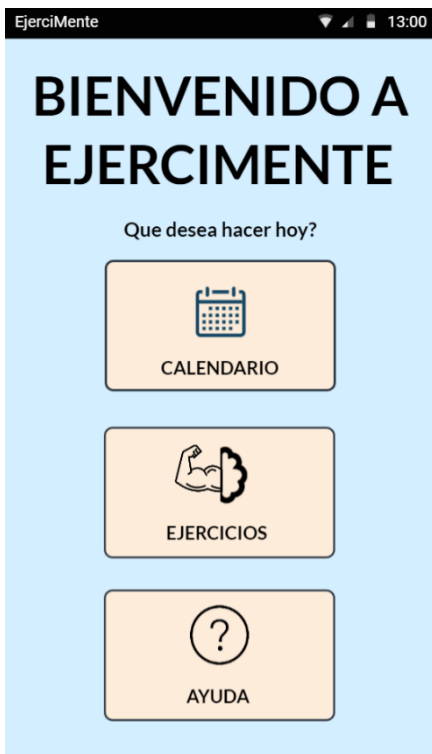 EjerciMente 13:00
BIENVENIDO A
EJERCIMENTE
Que desea hacer hoy?
CALENDARIO
EJERCICIOS
?
AYUDA